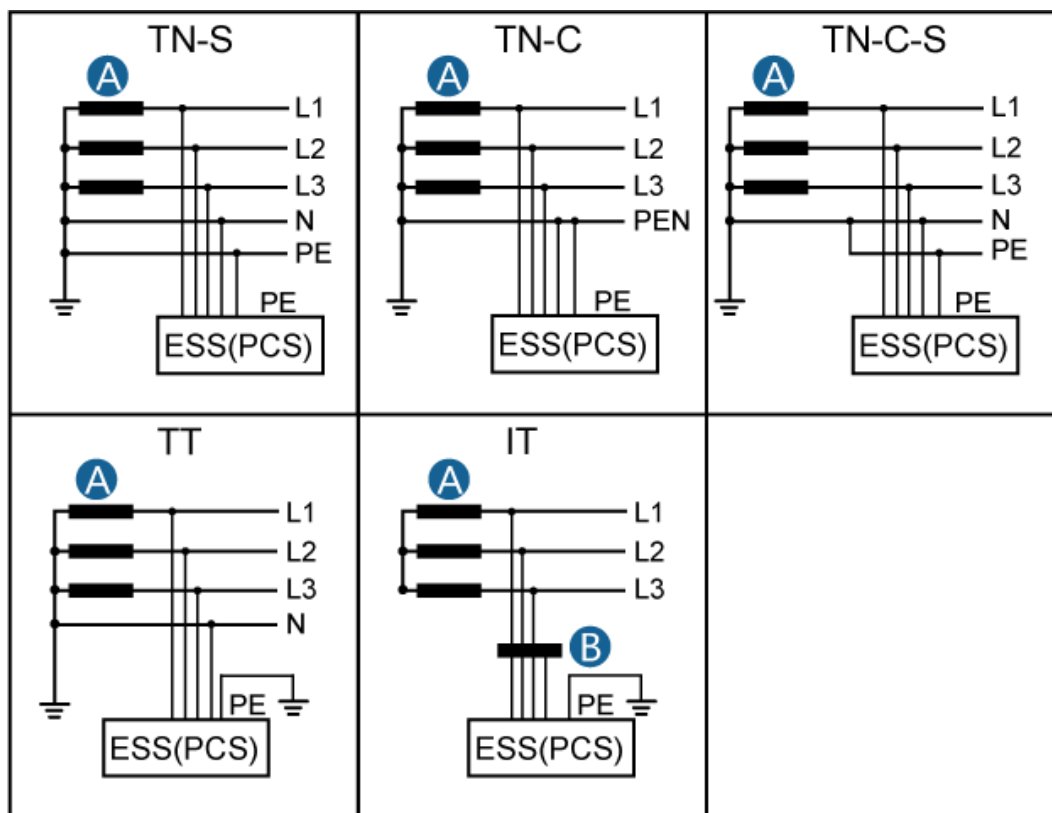 TN-S
A
L1
L2
L3
N
PE
PE
ESS(PCS)
TN-C
A
L1
L2
L3
PEN
PE
ESS(PCS)
TN-C-S
A
L1
L2
L3
N
PE
PE
ESS(PCS)
TT
A
L1
L2
L3
N
PE
ESS(PCS)
IT
A
L1
L2
L3
B
PE
ESS(PCS)